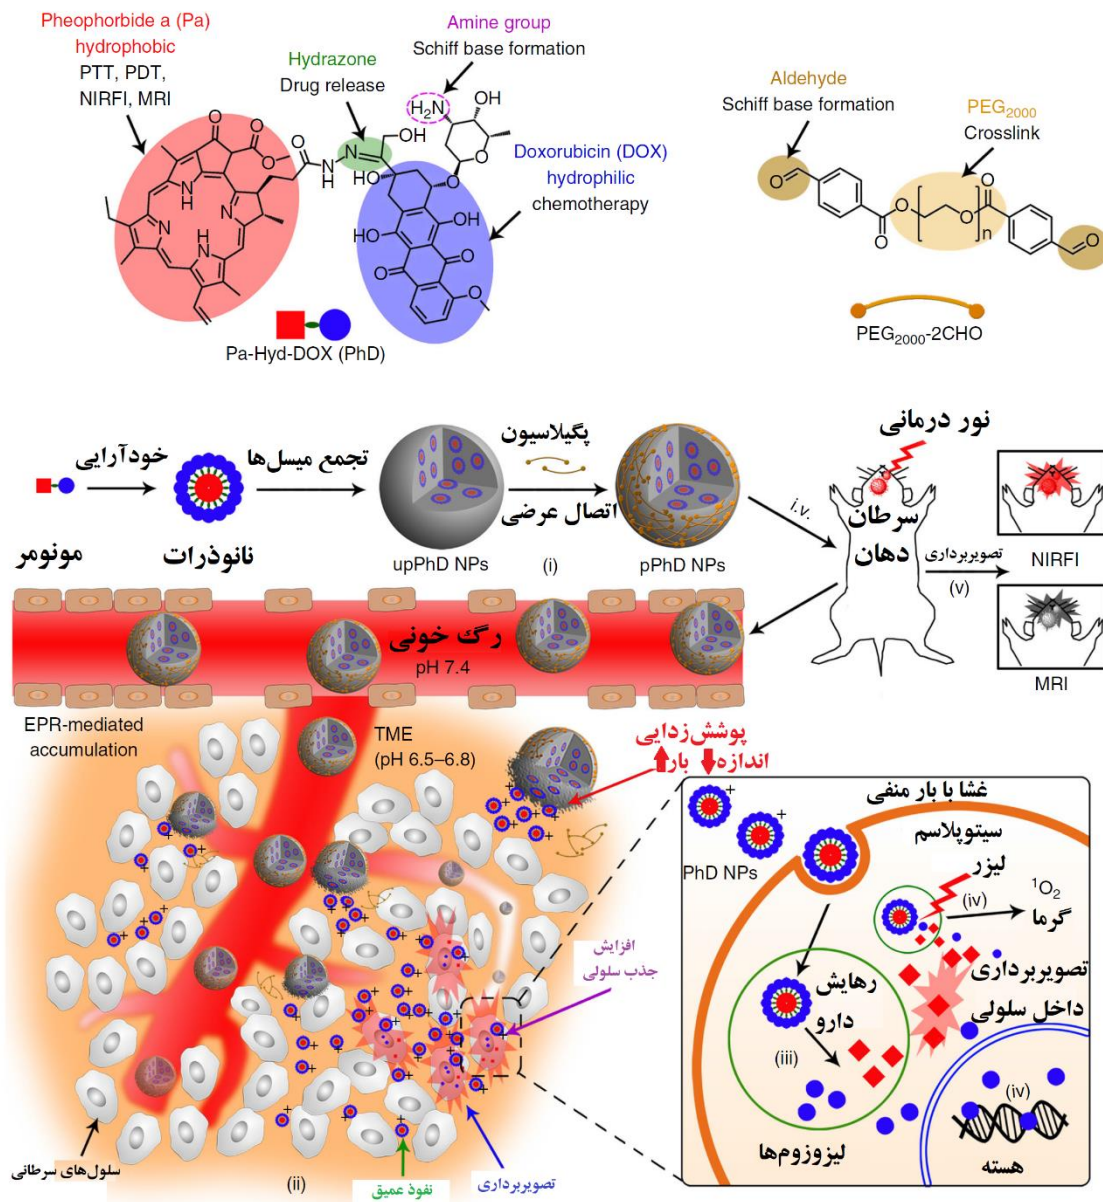 Pheophorbide a (Pa)
hydrophobic
PTT, PDT,
NIRFI, MRI
Hydrazone
Drug release
Amine group
Schiff base formation
Doxorubicin (DOX)
hydrophilic
chemotherapy
Pa-Hyd-DOX (PhD)
Aldehyde
Schiff base formation
PEG2000
Crosslink
PEG2000-2CHO
O
O
O
O
NH
N
N
HN
O
N
H
H
N
N
HO
OH
H2N
OH
O
O
OH
OH
O
O
O
O
O
O
O
O
n
O
O
مونومر
خودآرایی
نانوذرات
تجمع میسل‌ها
upPhD NPs
پگیلاسیون
اتصال عرضی
(i)
pPhD NPs
i.v.
نور درمانی
سرطان
دهان
تصویربرداری
(v)
NIRFI
MRI
رگ خونی
pH 7.4
EPR-mediated
accumulation
TME
(pH 6.5–6.8)
پوشش‌زدایی
بار
اندازه
افزایش
جذب سلولی
سلول‌های سرطانی
(ii)
نفوذ عمیق
تصویربرداری
PhD NPs
غشا با بار منفی
سیتوپلاسم
لیزر
(iv)
1O2
گرما
تصویربرداری
داخل سلولی
رهایش
دارو
(iii)
لیزوزوم‌ها
(iv)
هسته